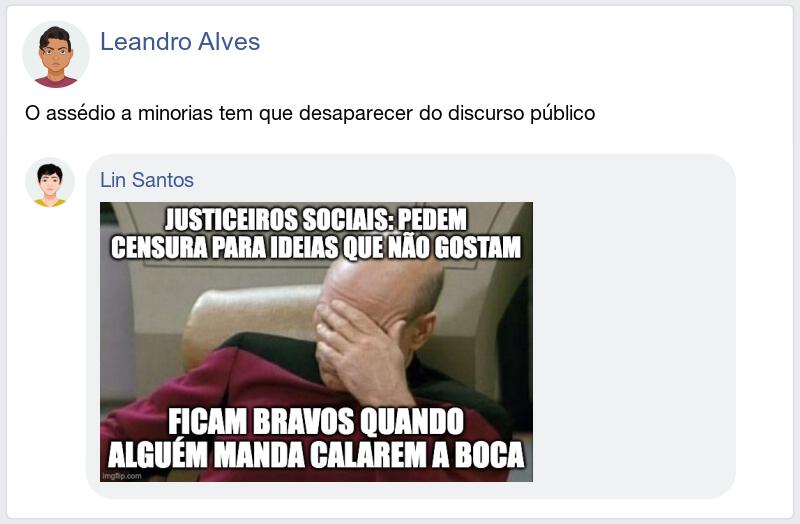 Leandro Alves
O assédio a minorias tem que desaparecer do discurso público
Lin Santos
JUSTICEIROS SOCIAIS: PEDEM
CENSURA PARA IDEIAS QUE NÃO GOSTAM
FICAM BRAVOS QUANDO
ALGUÉM MANDA CALAREM A BOCA
imgflip.com